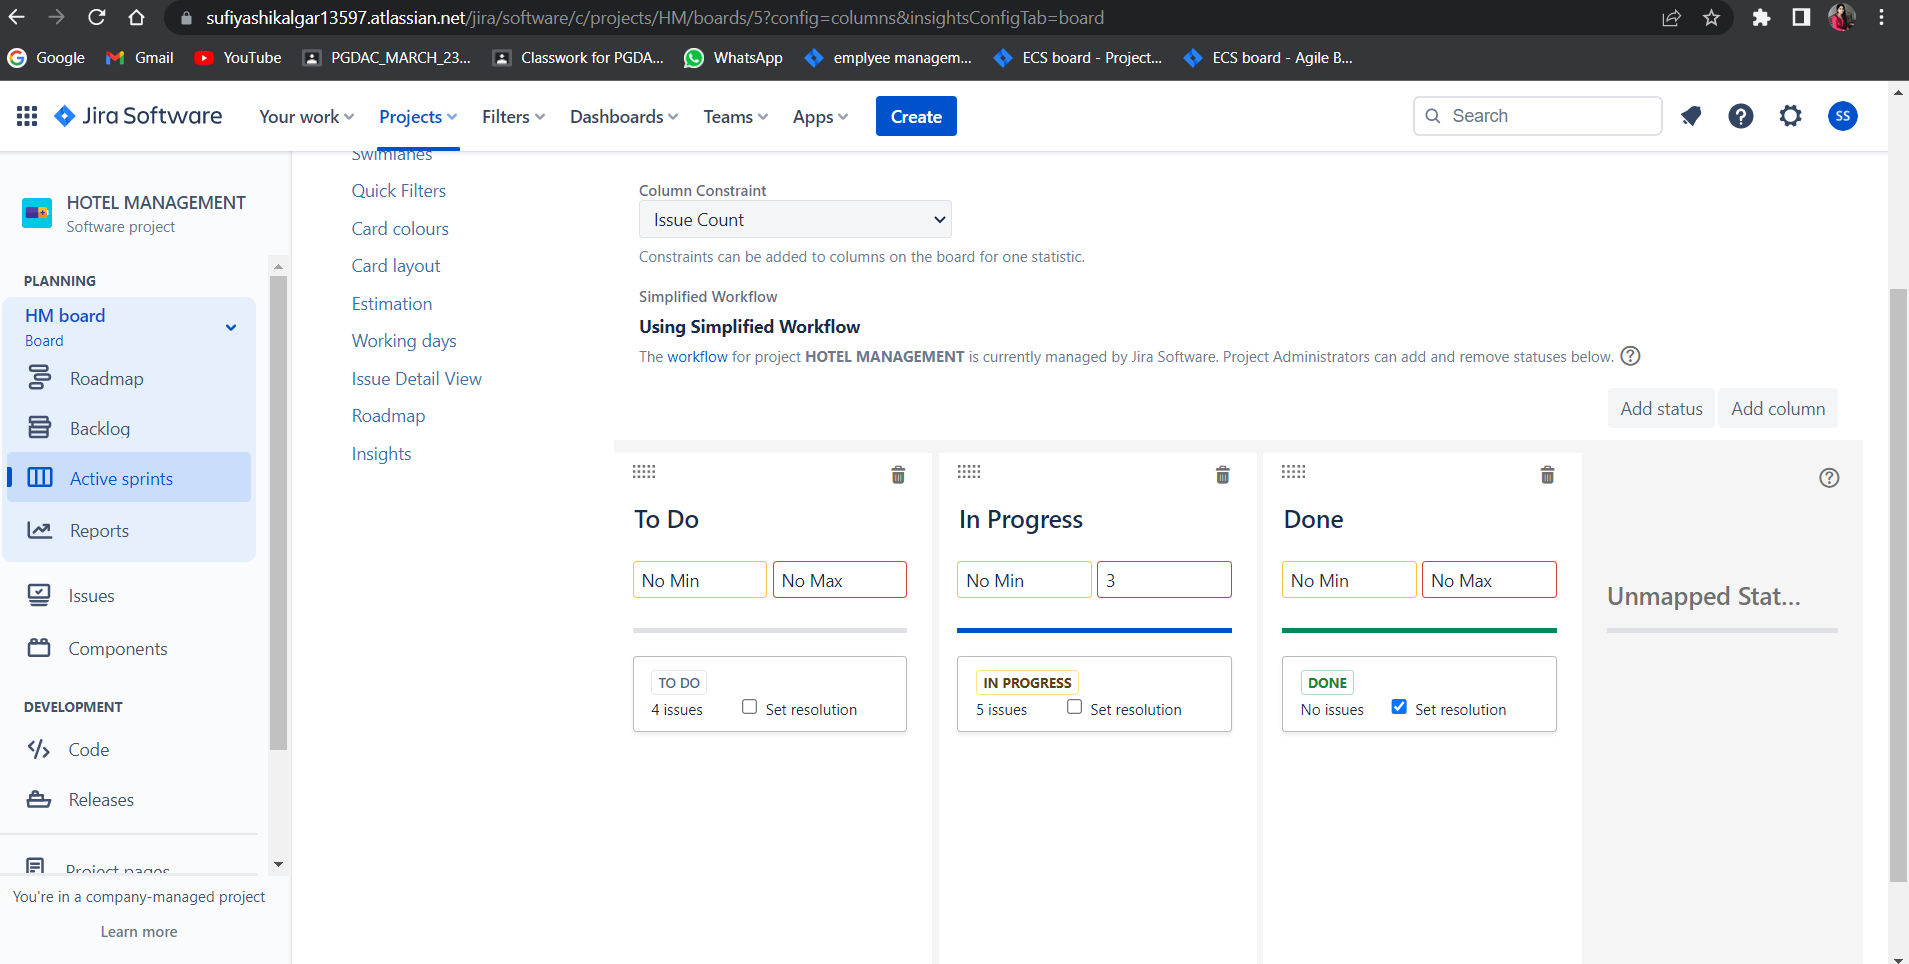 sufiyashikalgar13597.atlassian.net/jira/software/c/projects/HM/boards/5?config=columns&insightsConfigTab=board
Google Gmail YouTube PGDAC_MARCH_23... Classwork for PGDA... WhatsApp emplyee managem... ECS board - Project... ECS board - Agile B...
Jira Software Your work Projects Filters Dashboards Teams Apps Create Search SS
HOTEL MANAGEMENT
Software project
PLANNING
HM board
Board
Roadmap
Backlog
Active sprints
Reports
Issues
Components
DEVELOPMENT
Code
Releases
Project pages
You're in a company-managed project
Learn more
Swimlanes
Quick Filters
Card colours
Card layout
Estimation
Working days
Issue Detail View
Roadmap
Insights
Column Constraint
Issue Count
Constraints can be added to columns on the board for one statistic.
Simplified Workflow
Using Simplified Workflow
The workflow for project HOTEL MANAGEMENT is currently managed by Jira Software. Project Administrators can add and remove statuses below.
Add status Add column
To Do
No Min No Max
TO DO
4 issues Set resolution
In Progress
No Min 3
IN PROGRESS
5 issues Set resolution
Done
No Min No Max
DONE
No issues Set resolution
Unmapped Stat...